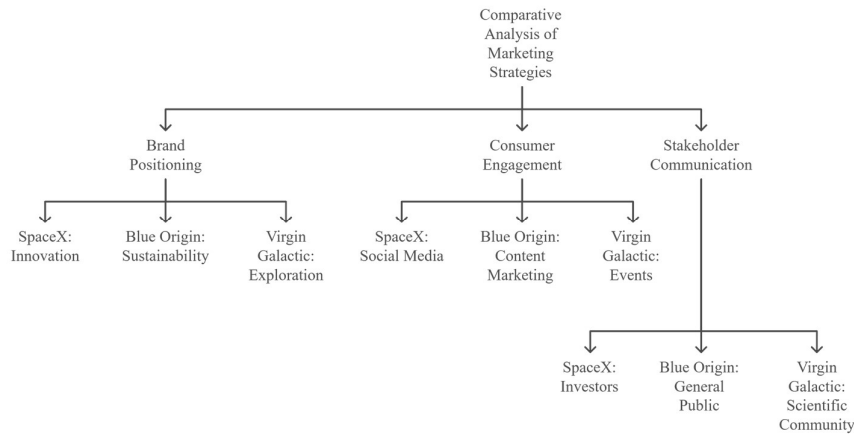 Comparative
Analysis of
Marketing
Strategies
Brand
Positioning
Consumer
Engagement
Stakeholder
Communication
SpaceX:
Innovation
Blue Origin:
Sustainability
Virgin
Galactic:
Exploration
SpaceX:
Social Media
Blue Origin:
Content
Marketing
Virgin
Galactic:
Events
SpaceX:
Investors
Blue Origin:
General
Public
Virgin
Galactic:
Scientific
Community